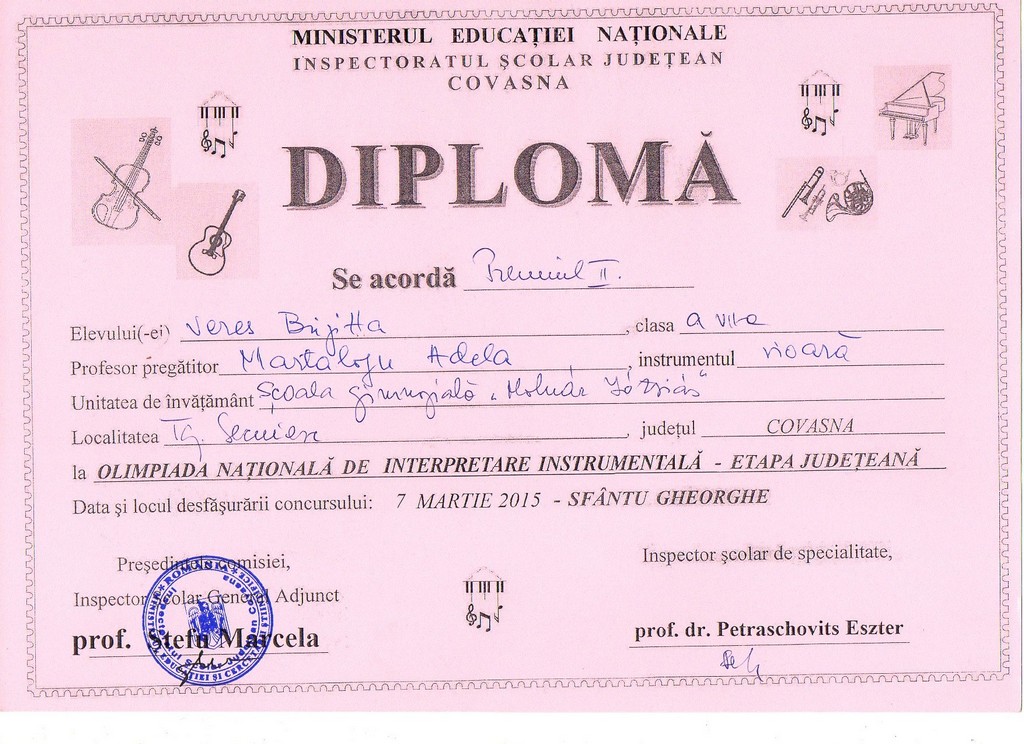 MINISTERUL EDUCAȚIEI NAȚIONALE
INSPECTORATUL ȘCOLAR JUDEȚEAN
COVASNA
DIPLOMĂ
Se acordă Premiul II.
Elevului(-ei) Veres Brigitta, clasa a VII-a
Profesor pregătitor Martalogu Adela, instrumentul vioară
Unitatea de învățământ Școala gimnazială „Molnár Józsiás"
Localitatea Tg. Secuiesc, județul COVASNA
la OLIMPIADA NAȚIONALĂ DE INTERPRETARE INSTRUMENTALĂ - ETAPA JUDEȚEANĂ
Data și locul desfășurării concursului: 7 MARTIE 2015 - SFÂNTU GHEORGHE
Președintele comisiei,
Inspector Școlar General Adjunct
prof. Ștefu Marcela
Inspector școlar de specialitate,
prof. dr. Petraschovits Eszter
ROMÂNIA